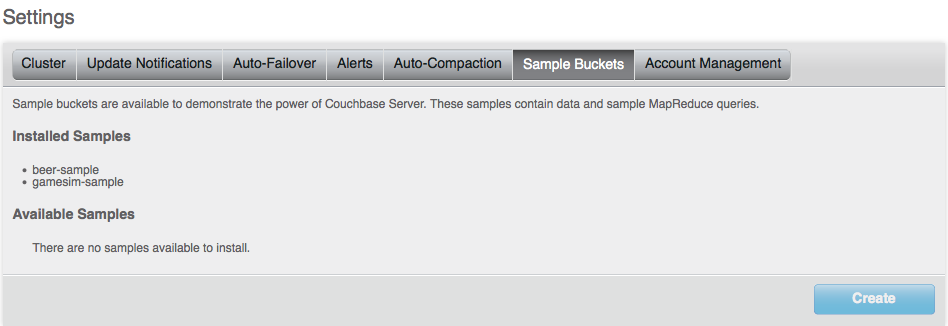 Settings
Cluster Update Notifications Auto-Failover Alerts Auto-Compaction Sample Buckets Account Management
Sample buckets are available to demonstrate the power of Couchbase Server. These samples contain data and sample MapReduce queries.
Installed Samples
• beer-sample
• gamesim-sample
Available Samples
There are no samples available to install.
Create